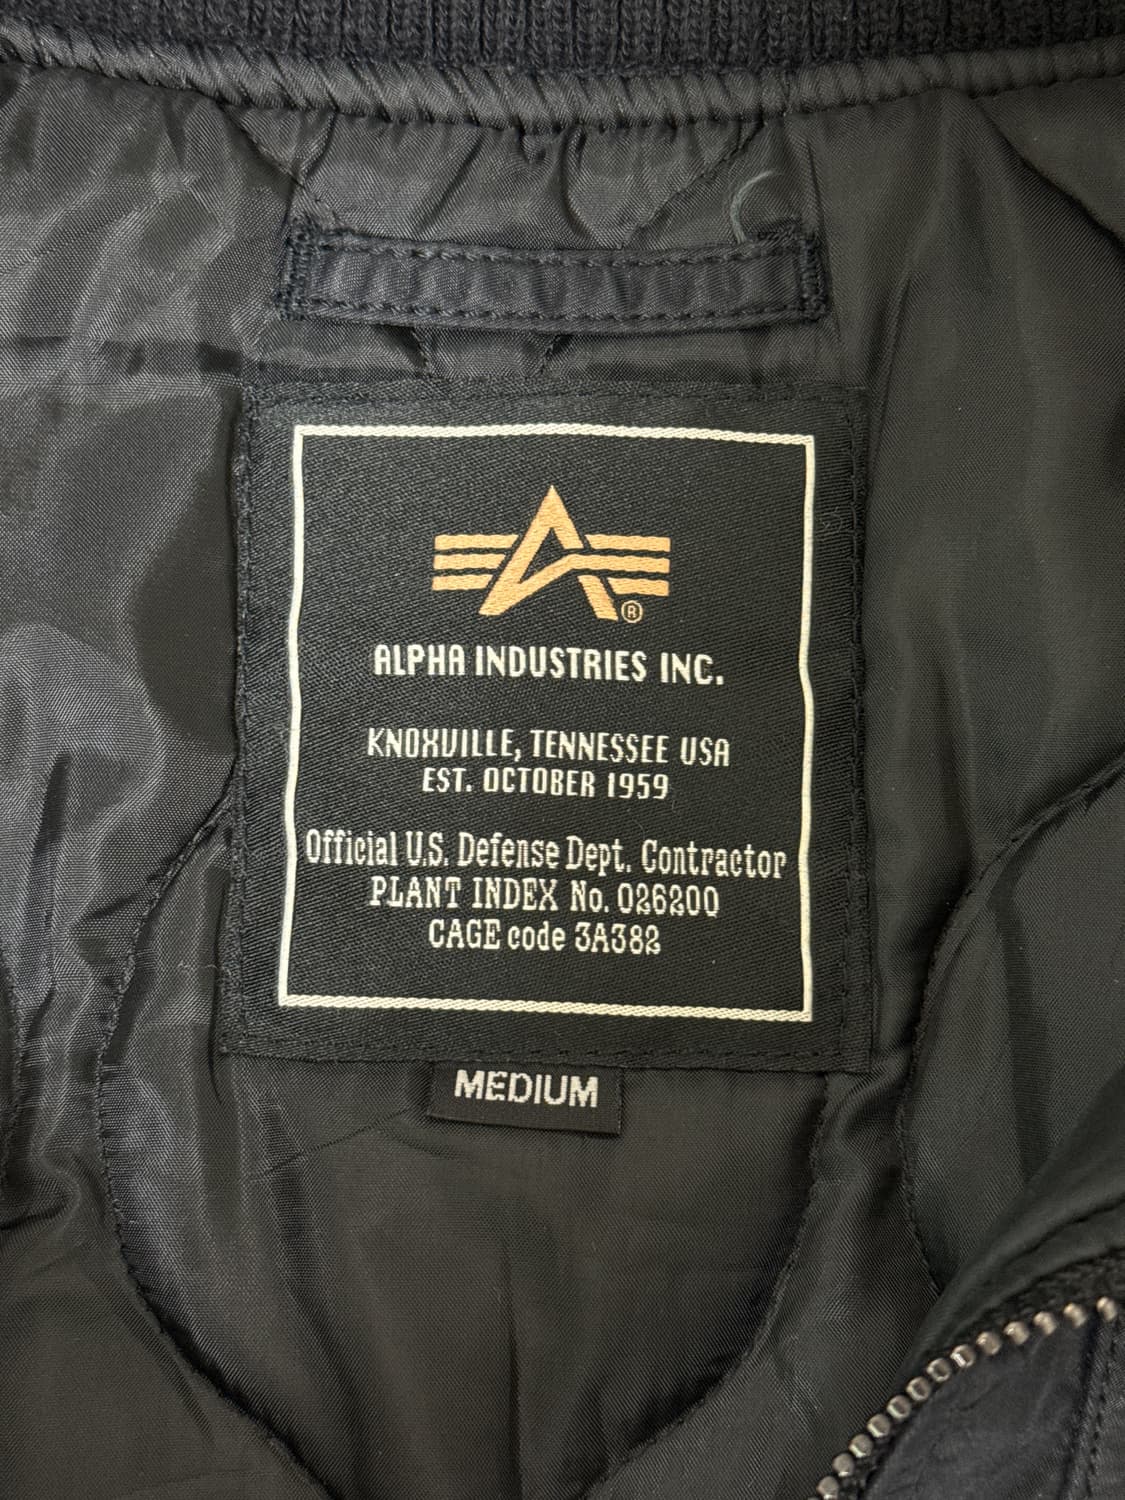 ®
ALPHA INDUSTRIES INC.
KNOXVILLE, TENNESSEE USA
EST. OCTOBER 1959
Official U.S. Defense Dept. Contractor
PLANT INDEX No. 026200
CAGE code 3A382
MEDIUM